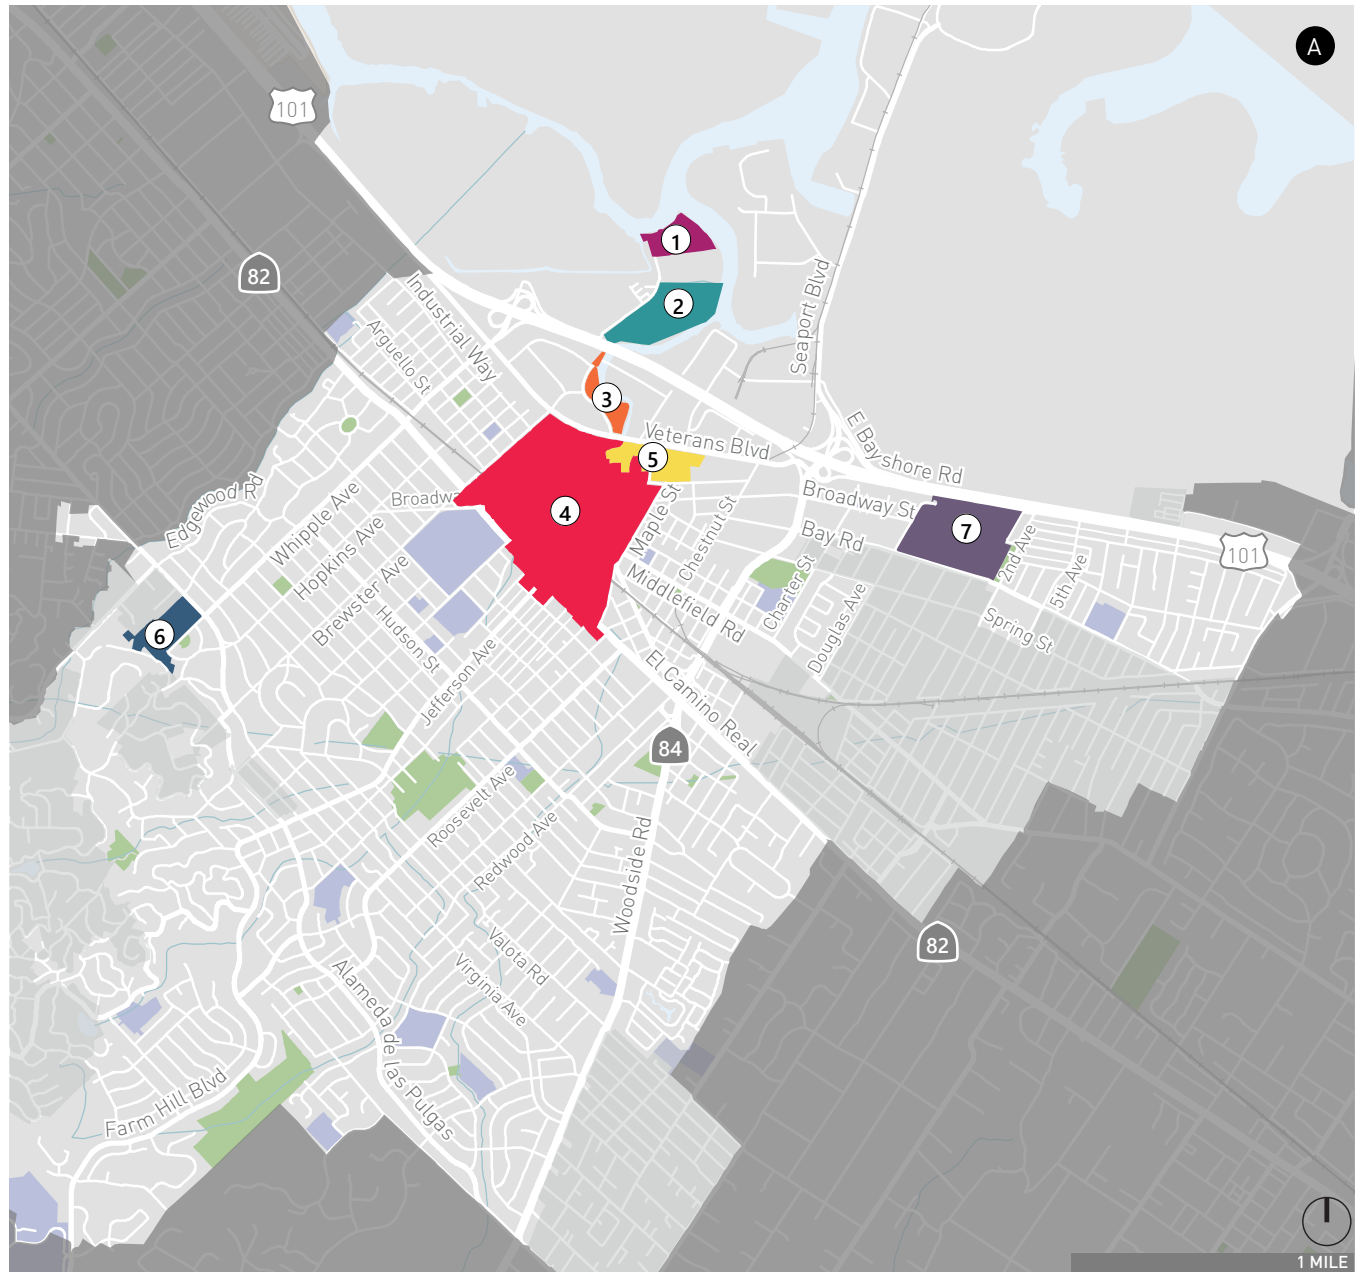 A
101
82
1
2
3
4
5
6
7
Industrial Way
Arguello St
Seaport Blvd
Veterans Blvd
E Bayshore Rd
Broadway St
Bay Rd
Broadwa
Edgewood Rd
Whipple Ave
Hopkins Ave
Brewster Ave
Hudson St
Jefferson Ave
Maple St
Chestnut St
Middlefield Rd
Charter St
Douglas Ave
2nd Ave
5th Ave
Spring St
101
El Camino Real
84
Roosevelt Ave
Redwood Ave
Woodside Rd
82
Valota Rd
Virginia Ave
Alameda de las Pulgas
Farm Hill Blvd
1 MILE